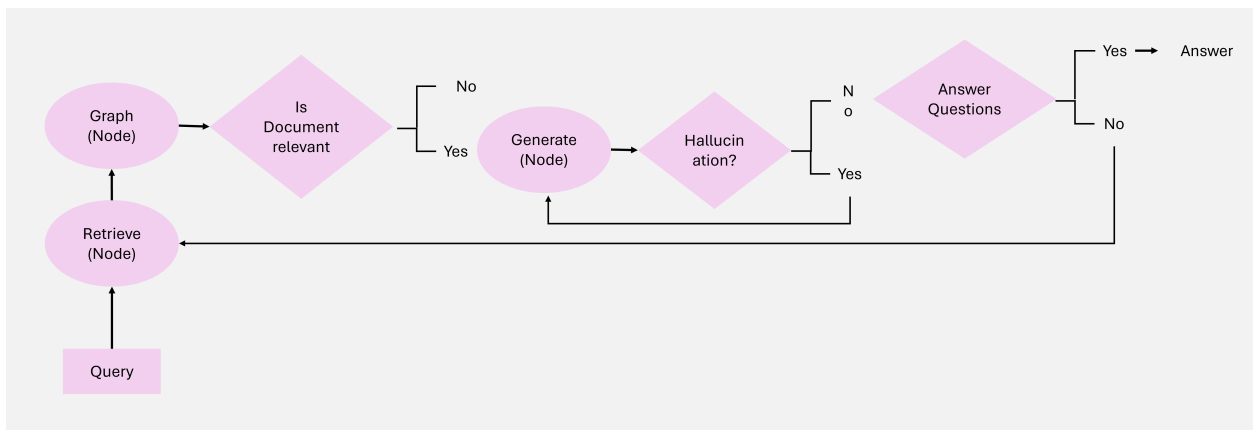 Graph
(Node)
Is
Document
relevant
No
Yes
Generate
(Node)
Hallucin
ation?
N
o
Yes
Answer
Questions
Yes
Answer
No
Retrieve
(Node)
Query